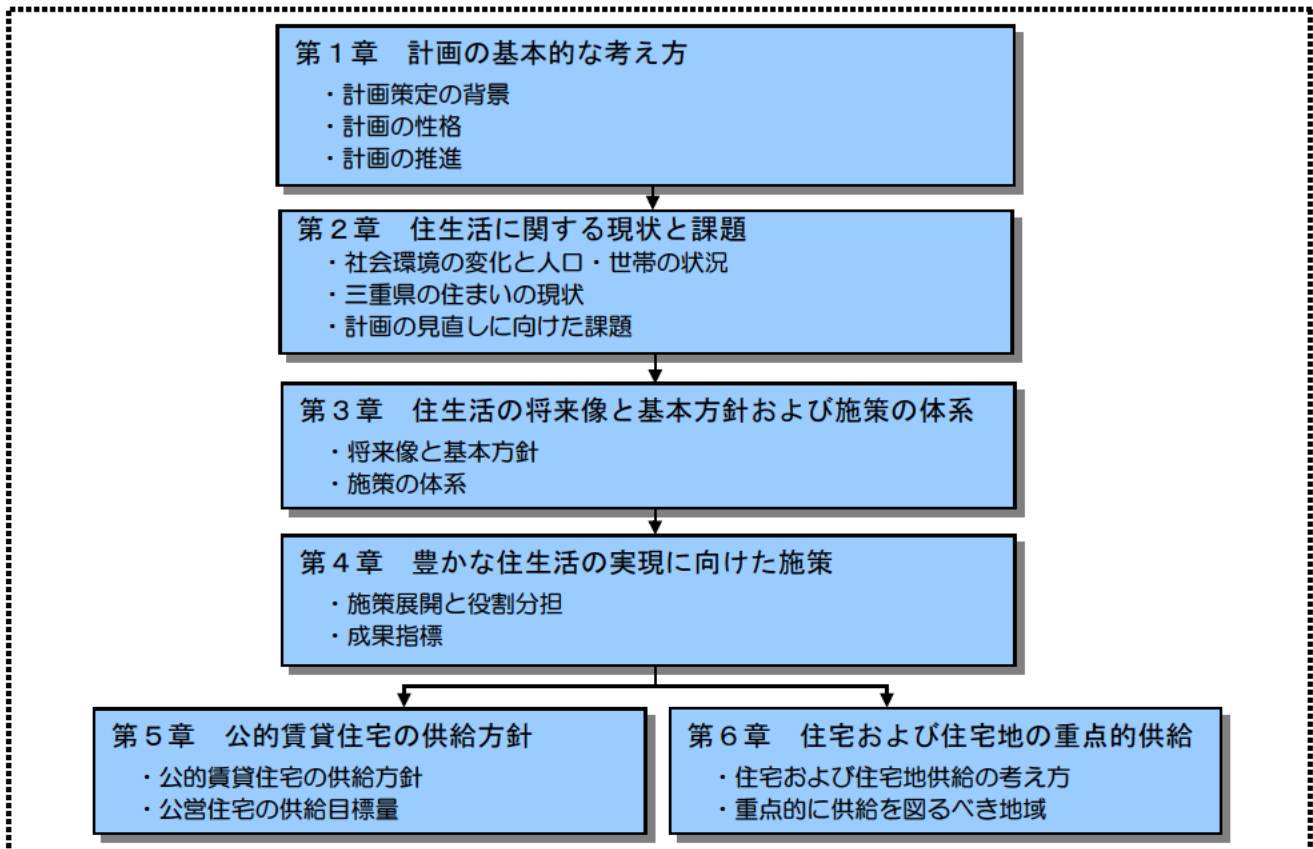 第１章　計画の基本的な考え方
・計画策定の背景
・計画の性格
・計画の推進
第２章　住生活に関する現状と課題
・社会環境の変化と人口・世帯の状況
・三重県の住まいの現状
・計画の見直しに向けた課題
第３章　住生活の将来像と基本方針および施策の体系
・将来像と基本方針
・施策の体系
第４章　豊かな住生活の実現に向けた施策
・施策展開と役割分担
・成果指標
第５章　公的賃貸住宅の供給方針
・公的賃貸住宅の供給方針
・公営住宅の供給目標量
第６章　住宅および住宅地の重点的供給
・住宅および住宅地供給の考え方
・重点的に供給を図るべき地域